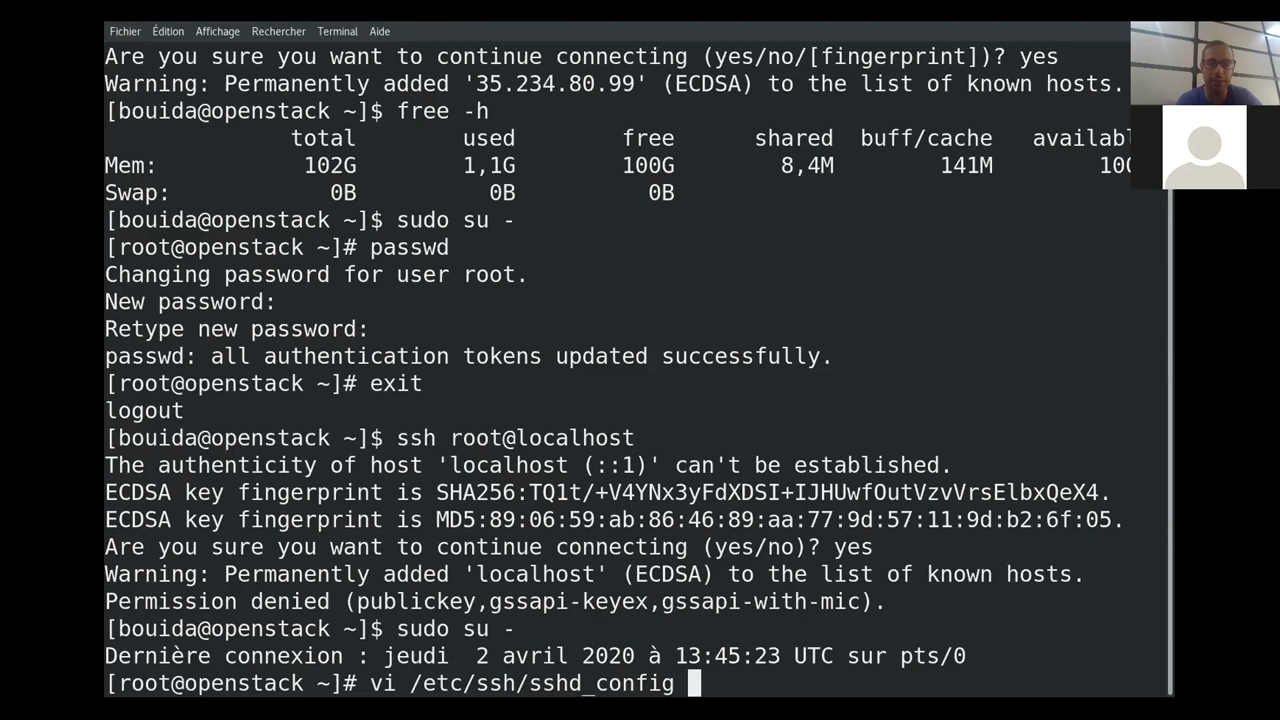 Fichier Édition Affichage Rechercher Terminal Aide
Are you sure you want to continue connecting (yes/no/[fingerprint])? yes
Warning: Permanently added '35.234.80.99' (ECDSA) to the list of known hosts.
[bouida@openstack ~]$ free -h
total used free shared buff/cache availabl
Mem: 102G 1,1G 100G 8,4M 141M 100
Swap: 0B 0B 0B
[bouida@openstack ~]$ sudo su -
[root@openstack ~]# passwd
Changing password for user root.
New password:
Retype new password:
passwd: all authentication tokens updated successfully.
[root@openstack ~]# exit
logout
[bouida@openstack ~]$ ssh root@localhost
The authenticity of host 'localhost (::1)' can't be established.
ECDSA key fingerprint is SHA256:TQ1t/+V4YNx3yFdXDSI+IJHUwfOutVzvVrsElbxQeX4.
ECDSA key fingerprint is MD5:89:06:59:ab:86:46:89:aa:77:9d:57:11:9d:b2:6f:05.
Are you sure you want to continue connecting (yes/no)? yes
Warning: Permanently added 'localhost' (ECDSA) to the list of known hosts.
Permission denied (publickey,gssapi-keyex,gssapi-with-mic).
[bouida@openstack ~]$ sudo su -
Dernière connexion : jeudi  2 avril 2020 à 13:45:23 UTC sur pts/0
[root@openstack ~]# vi /etc/ssh/sshd_config